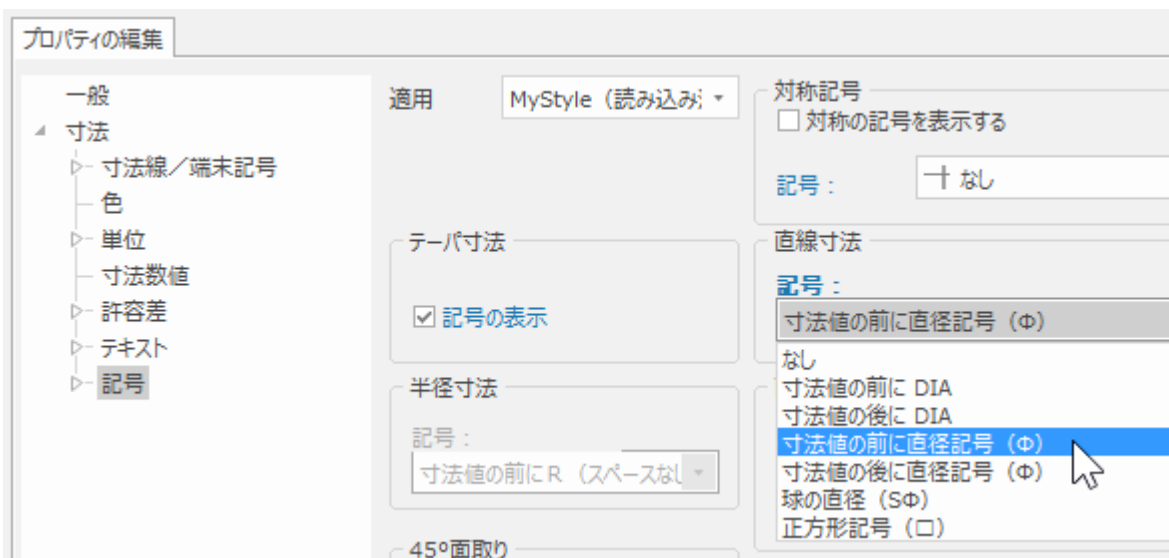 プロパティの編集
一般
寸法
寸法線／端末記号
色
単位
寸法数値
許容差
テキスト
記号
適用
MyStyle（読み込み
対称記号
対称の記号を表示する
記号：
なし
テーパ寸法
記号の表示
直線寸法
記号：
寸法値の前に直径記号（Φ）
なし
寸法値の前に DIA
寸法値の後に DIA
寸法値の前に直径記号（Φ）
寸法値の後に直径記号（Φ）
球の直径（SΦ）
正方形記号（□）
半径寸法
記号：
寸法値の前にR（スペースなし
45°面取り